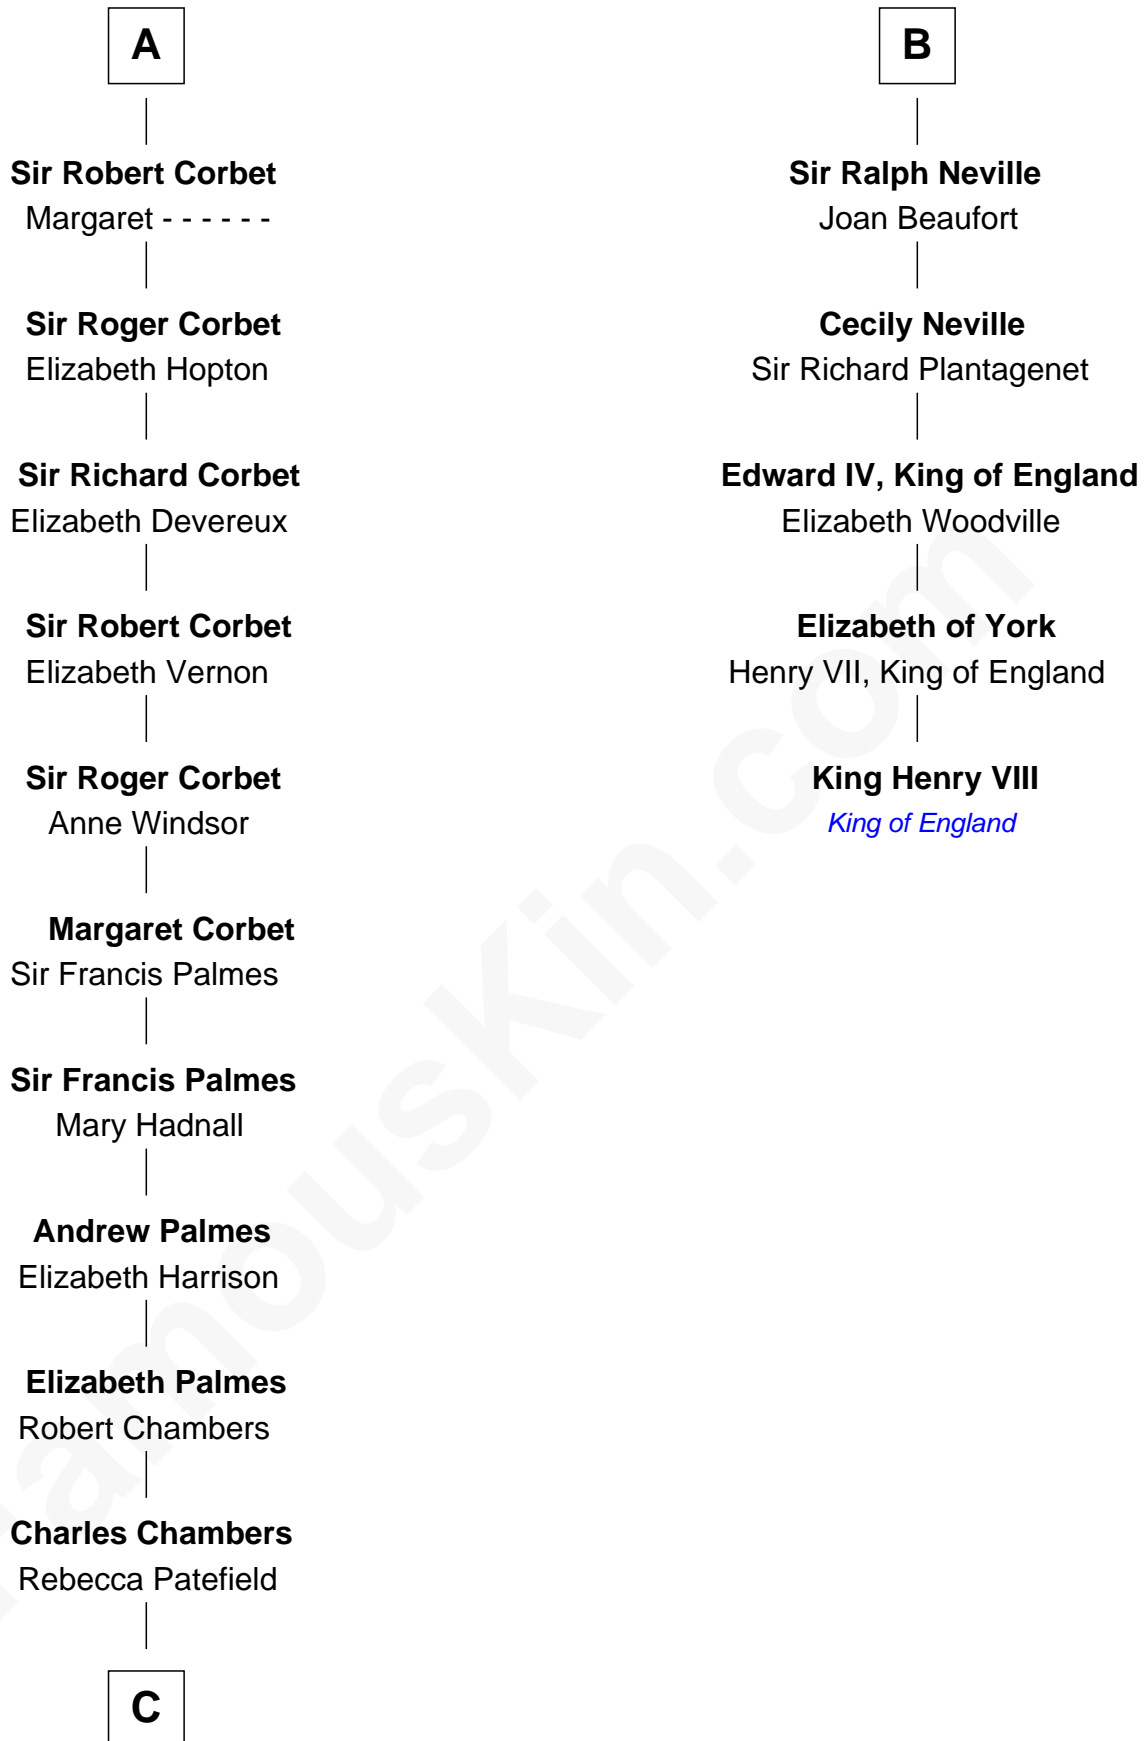 A
Sir Robert Corbet
Margaret - - - - - -
Sir Roger Corbet
Elizabeth Hopton
Sir Richard Corbet
Elizabeth Devereux
Sir Robert Corbet
Elizabeth Vernon
Sir Roger Corbet
Anne Windsor
Margaret Corbet
Sir Francis Palmes
Sir Francis Palmes
Mary Hadnall
Andrew Palmes
Elizabeth Harrison
Elizabeth Palmes
Robert Chambers
Charles Chambers
Rebecca Patefield
C
B
Sir Ralph Neville
Joan Beaufort
Cecily Neville
Sir Richard Plantagenet
Edward IV, King of England
Elizabeth Woodville
Elizabeth of York
Henry VII, King of England
King Henry VIII
King of England
FamousKin.com